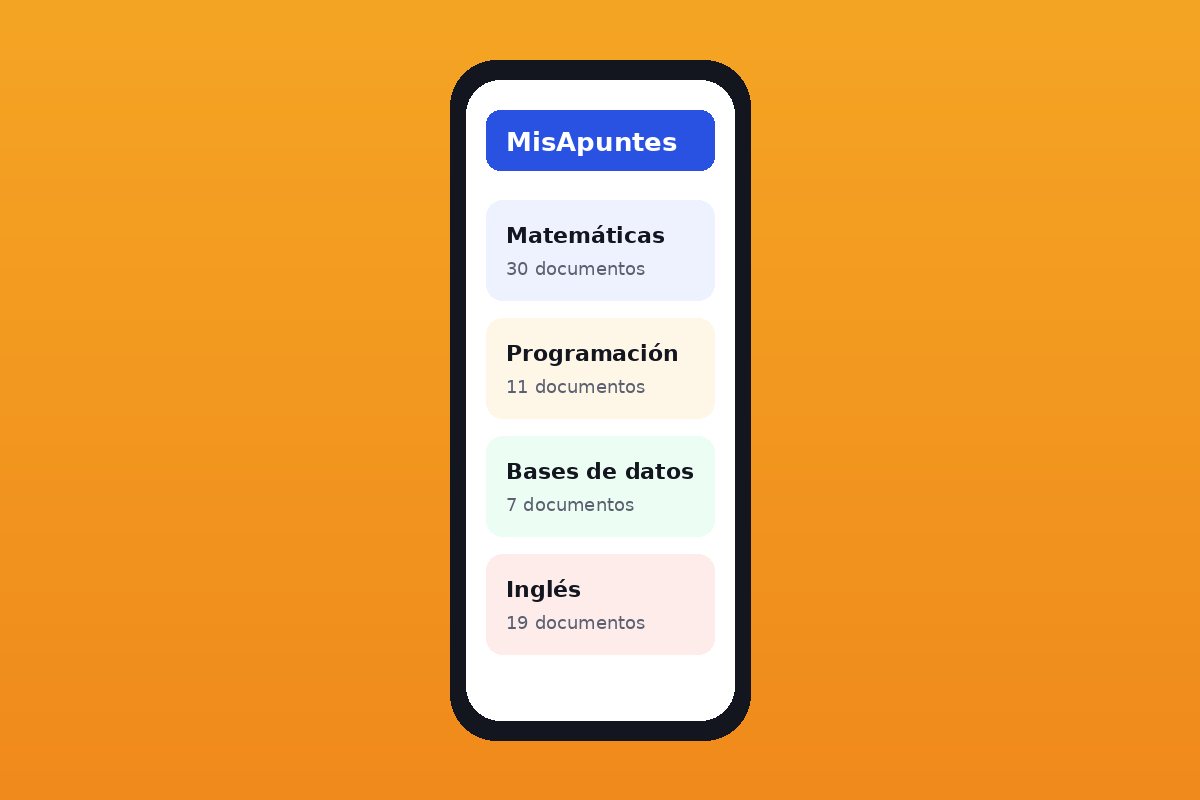 MisApuntes
Matemáticas
30 documentos
Programación
11 documentos
Bases de datos
7 documentos
Inglés
19 documentos